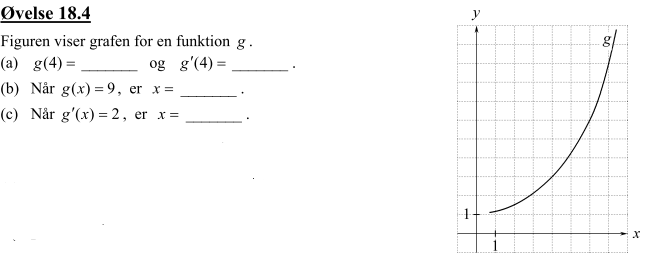 Øvelse 18.4
Figuren viser grafen for en funktion g.
(a) g(4) = _______ og g′(4) = _______ .
(b) Når g(x) = 9, er x = _______ .
(c) Når g′(x) = 2, er x = _______ .
y
g
1
x
1